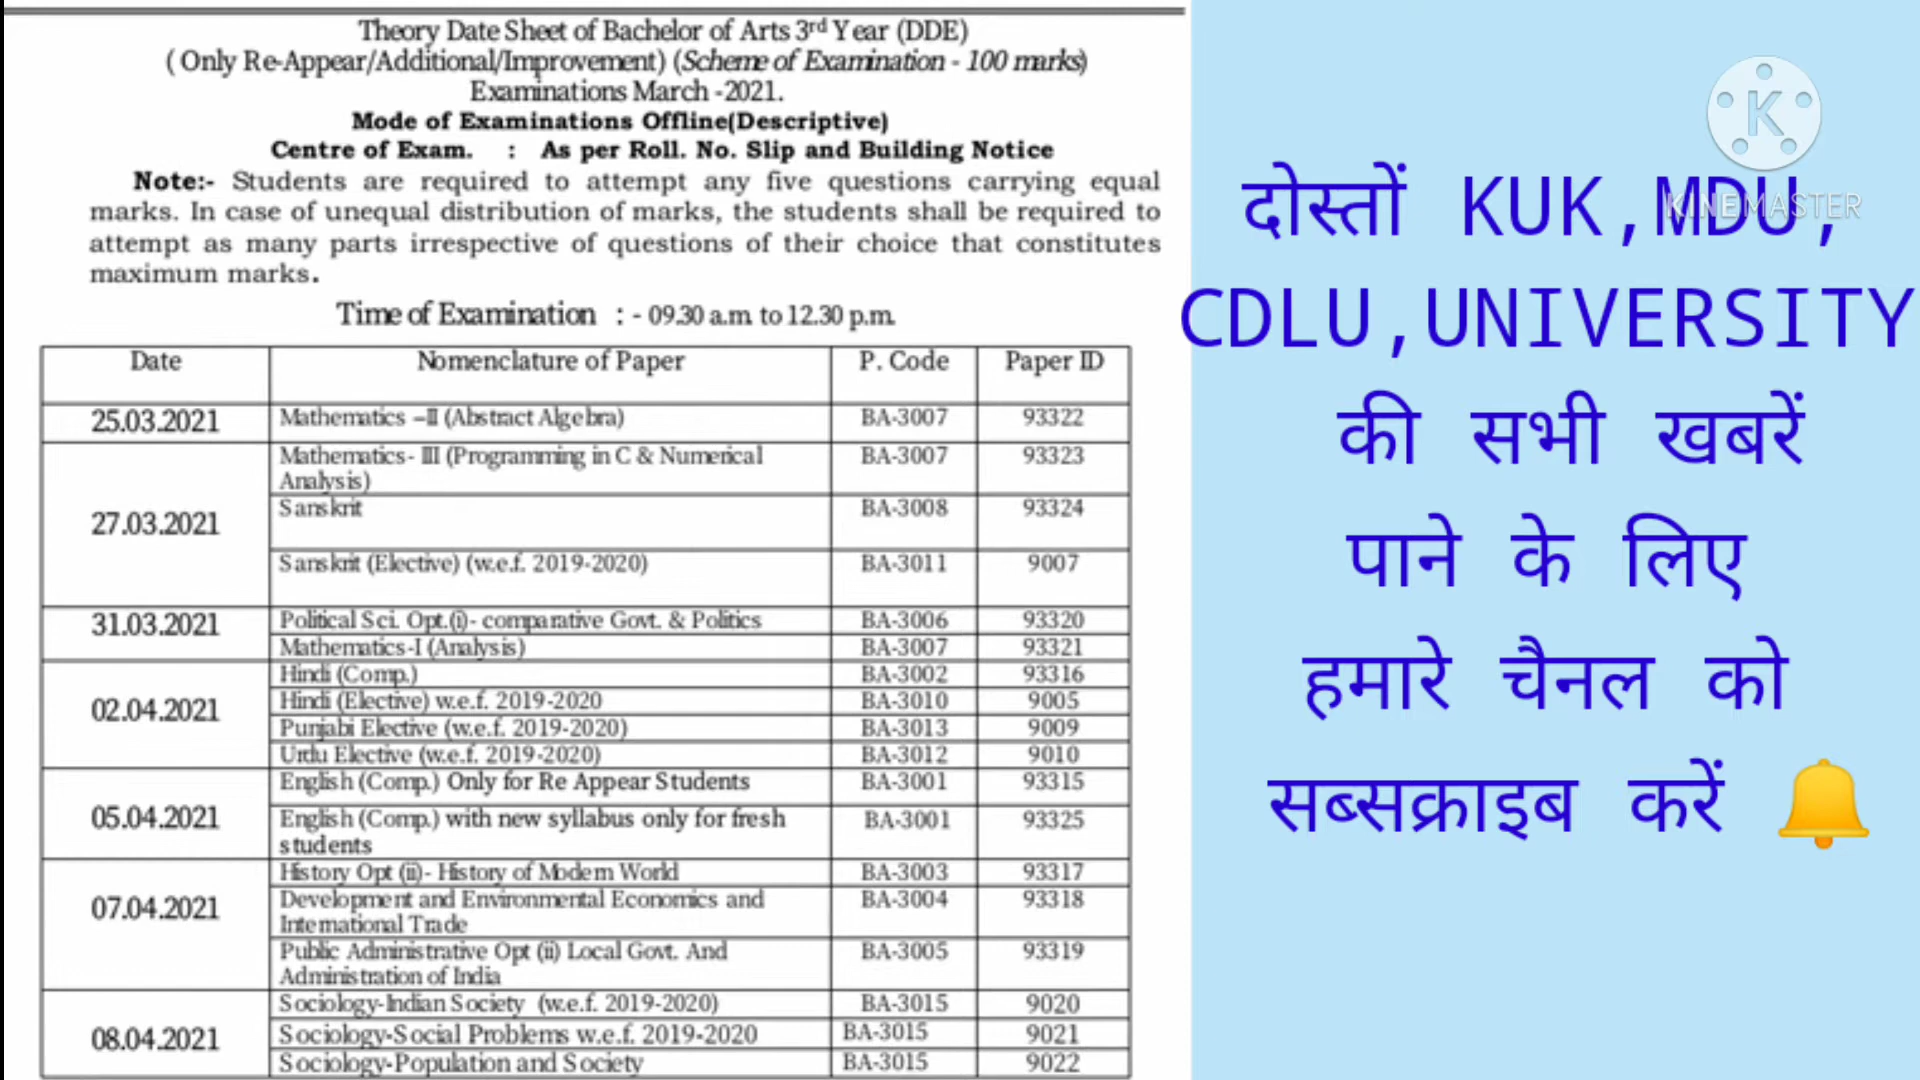 Theory Date Sheet of Bachelor of Arts 3rd Year (DDE)
( Only Re-Appear/Additional/Improvement) (Scheme of Examination - 100 marks)
Examinations March -2021.
Mode of Examinations Offline(Descriptive)
Centre of Exam. : As per Roll. No. Slip and Building Notice
Note:- Students are required to attempt any five questions carrying equal
marks. In case of unequal distribution of marks, the students shall be required to
attempt as many parts irrespective of questions of their choice that constitutes
maximum marks.
Time of Examination : - 09.30 a.m. to 12.30 p.m.
Date Nomenclature of Paper P. Code Paper ID
25.03.2021 Mathematics –II (Abstract Algebra) BA-3007 93322
27.03.2021 Mathematics- III (Programming in C & Numerical BA-3007 93323
Analysis)
Sanskrit BA-3008 93324
Sanskrit (Elective) (w.e.f. 2019-2020) BA-3011 9007
31.03.2021 Political Sci. Opt.(i)- comparative Govt. & Politics BA-3006 93320
Mathematics-I (Analysis) BA-3007 93321
02.04.2021 Hindi (Comp.) BA-3002 93316
Hindi (Elective) w.e.f. 2019-2020 BA-3010 9005
Punjabi Elective (w.e.f. 2019-2020) BA-3013 9009
Urdu Elective (w.e.f. 2019-2020) BA-3012 9010
05.04.2021 English (Comp.) Only for Re Appear Students BA-3001 93315
English (Comp.) with new syllabus only for fresh BA-3001 93325
students
07.04.2021 History Opt (ii)- History of Modern World BA-3003 93317
Development and Environmental Economics and BA-3004 93318
International Trade
Public Administrative Opt (ii) Local Govt. And BA-3005 93319
Administration of India
08.04.2021 Sociology-Indian Society (w.e.f. 2019-2020) BA-3015 9020
Sociology-Social Problems w.e.f. 2019-2020 BA-3015 9021
Sociology-Population and Society BA-3015 9022
K
KINEMASTER
दोस्तों KUK,MDU,
CDLU,UNIVERSITY
की सभी खबरें
पाने के लिए
हमारे चैनल को
सब्सक्राइब करें